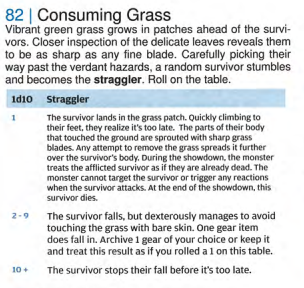 82 | Consuming Grass
Vibrant green grass grows in patches ahead of the survi-
vors. Closer inspection of the delicate leaves reveals them
to be as sharp as any fine blade. Carefully picking their
way past the verdant hazards, a random survivor stumbles
and becomes the straggler. Roll on the table.
1d10 Straggler
1 The survivor lands in the grass patch. Quickly climbing to
their feet, they realize it's too late. The parts of their body
that touched the ground are sprouted with sharp grass
blades. Any attempt to remove the grass spreads it further
over the survivor's body. During the showdown, the monster
treats the afflicted survivor as if they are already dead. The
monster cannot target the survivor or trigger any reactions
when the survivor attacks. At the end of the showdown, this
survivor dies.
2 - 9 The survivor falls, but dexterously manages to avoid
touching the grass with bare skin. One gear item
does fall in. Archive 1 gear of your choice or keep it
and treat this result as if you rolled a 1 on this table.
10 + The survivor stops their fall before it's too late.